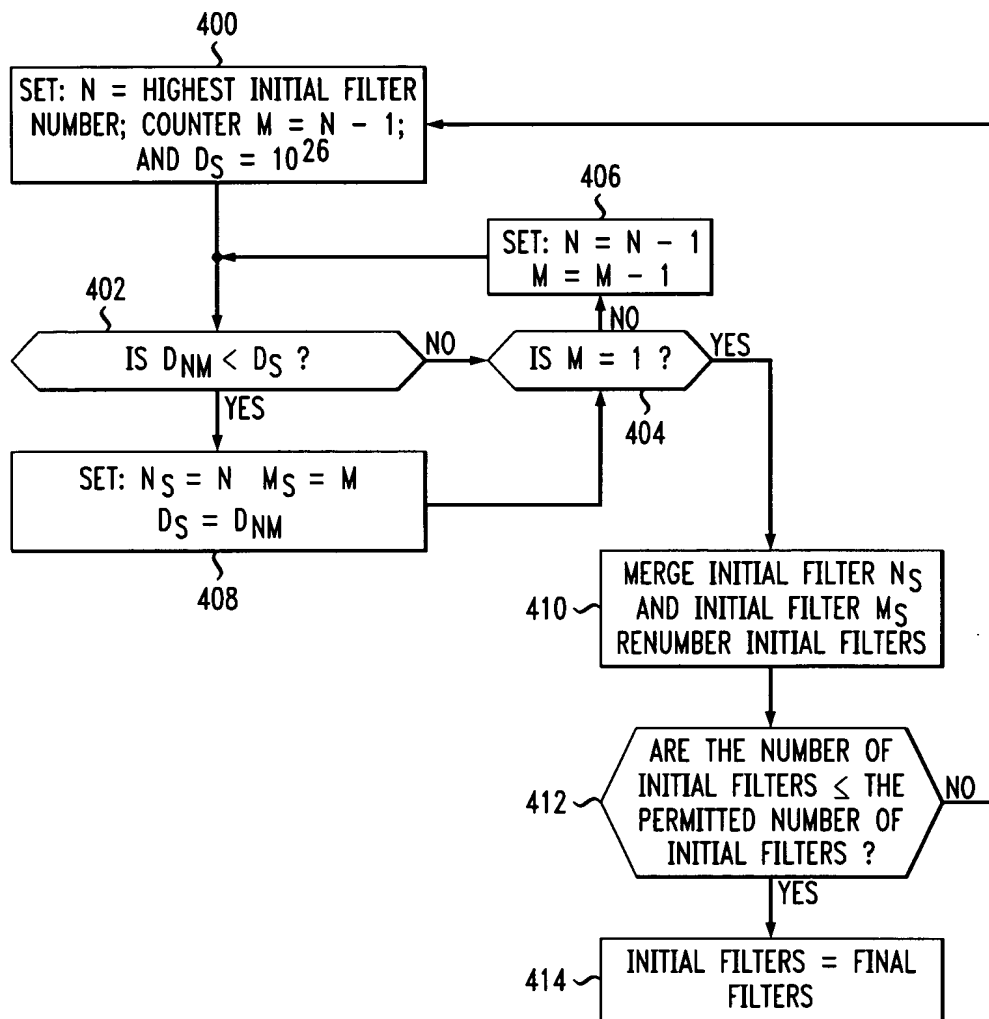 400
SET: N = HIGHEST INITIAL FILTER
NUMBER; COUNTER M = N - 1;
AND DS = 10^26
406
SET: N = N - 1
M = M - 1
402
IS DNM < DS ?
NO
NO
IS M = 1 ?
YES
404
YES
SET: NS = N MS = M
DS = DNM
408
410
MERGE INITIAL FILTER NS
AND INITIAL FILTER MS
RENUMBER INITIAL FILTERS
412
ARE THE NUMBER OF
INITIAL FILTERS ≤ THE
PERMITTED NUMBER OF
INITIAL FILTERS ?
NO
YES
414
INITIAL FILTERS = FINAL
FILTERS